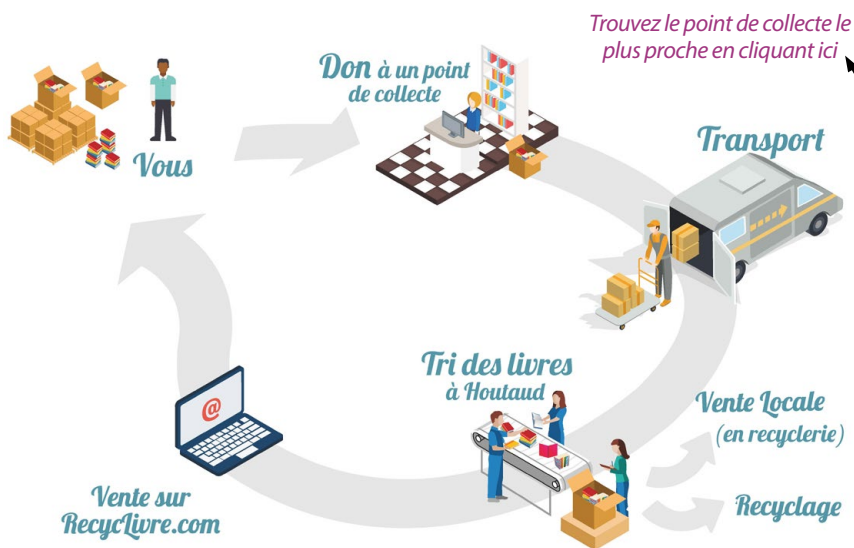 Trouvez le point de collecte le
plus proche en cliquant ici
Vous
Don à un point
de collecte
Transport
Tri des livres
à Houtaud
Vente Locale
(en recyclerie)
Recyclage
@
Vente sur
RecycLivre.com